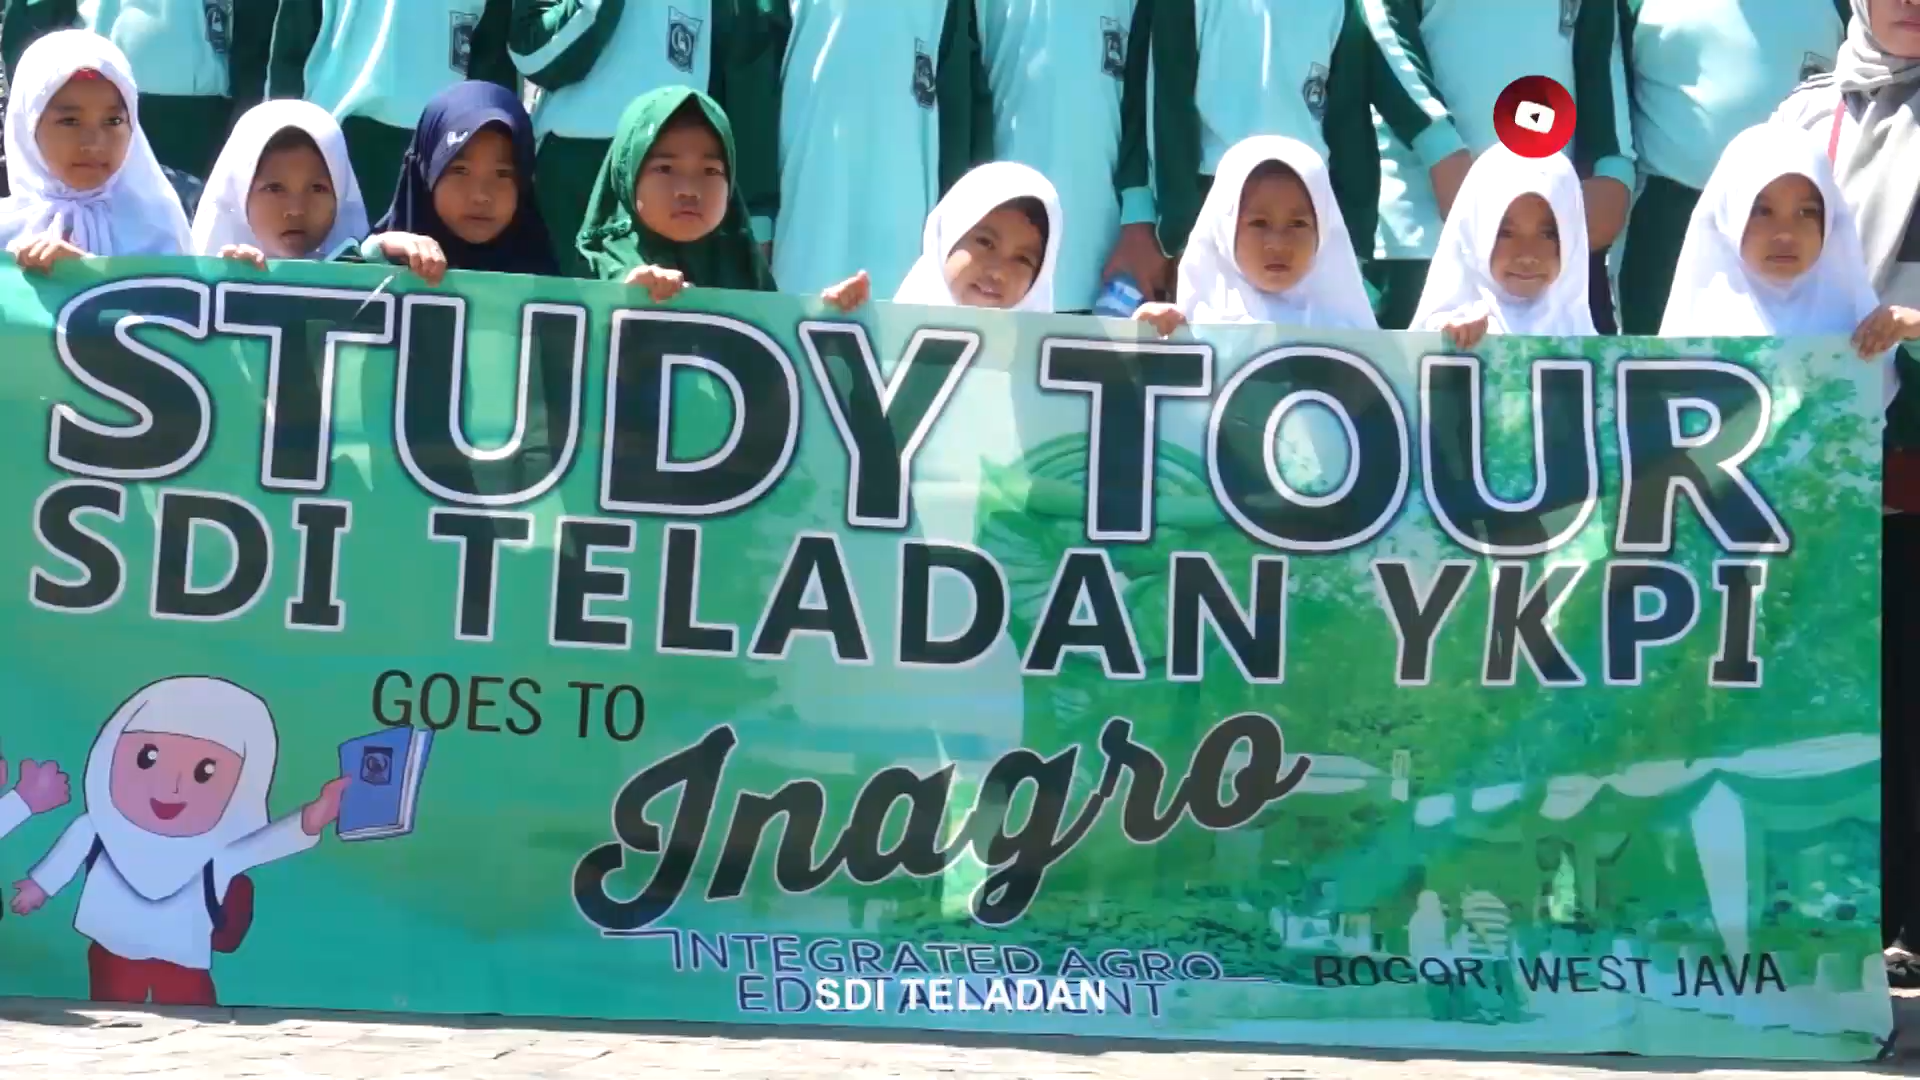 STUDY TOUR
SDI TELADAN YKPI
GOES TO
Inagro
INTEGRATED AGRO
SDI TELADAN
BOGOR, WEST JAVA